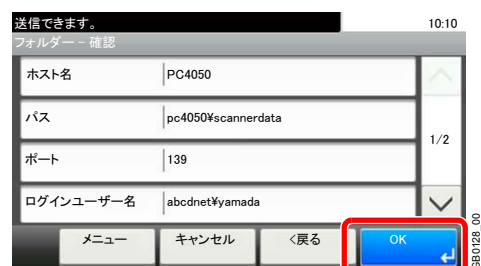 送信できます。 10:10
フォルダー - 確認
ホスト名 PC4050
パス pc4050¥scannerdata
1/2
ポート 139
ログインユーザー名 abcdnet¥yamada
メニュー キャンセル <戻る OK
GB0128_00